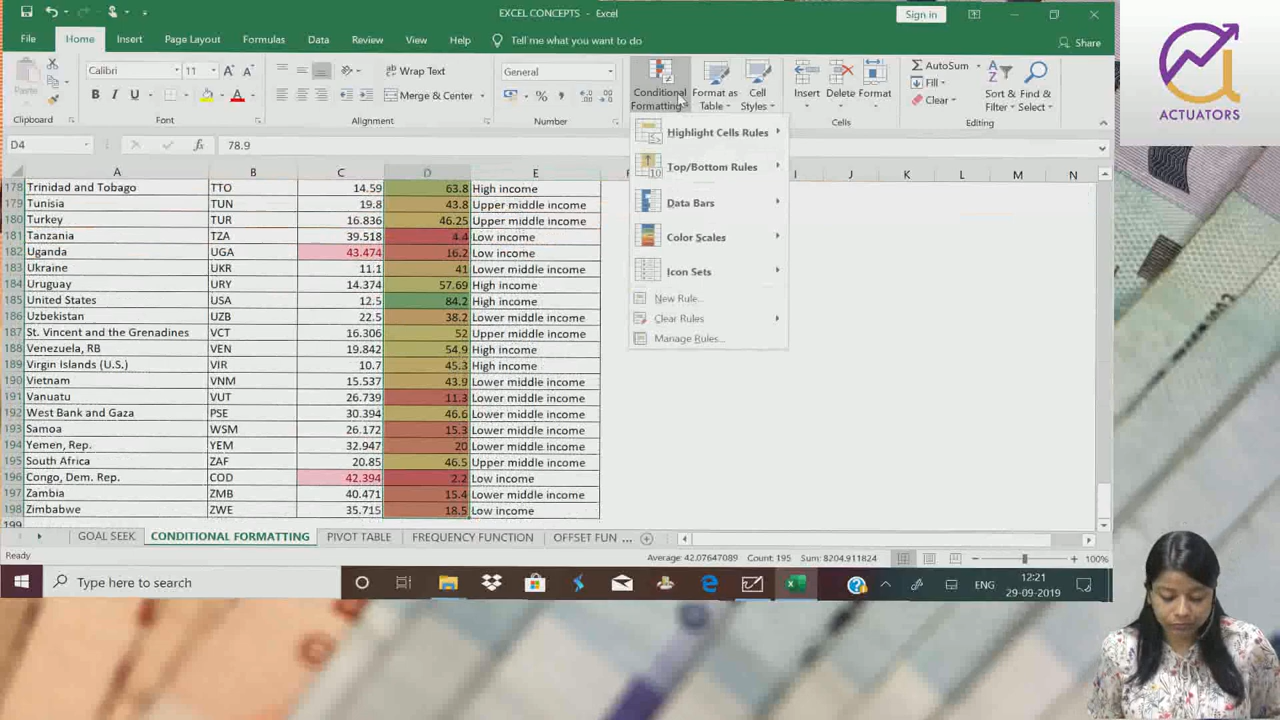 EXCEL CONCEPTS - Excel
Sign in
File Home Insert Page Layout Formulas Data Review View Help Tell me what you want to do
Share
Paste
Calibri 11
B I U
Wrap Text
Merge & Center
General
%
Conditional Formatting
Format as Table
Cell Styles
Insert Delete Format
AutoSum
Fill
Clear
Sort & Filter
Find & Select
Clipboard Font Alignment Number Cells Editing
D4 fx 78.9
Highlight Cells Rules
Top/Bottom Rules
Data Bars
Color Scales
Icon Sets
New Rule...
Clear Rules
Manage Rules...
A B C D E F I J K L M N
178 Trinidad and Tobago TTO 14.59 63.8 High income
179 Tunisia TUN 19.8 43.8 Upper middle income
180 Turkey TUR 16.836 46.25 Upper middle income
181 Tanzania TZA 39.518 4.4 Low income
182 Uganda UGA 43.474 16.2 Low income
183 Ukraine UKR 11.1 41 Lower middle income
184 Uruguay URY 14.374 57.69 High income
185 United States USA 12.5 84.2 High income
186 Uzbekistan UZB 22.5 38.2 Lower middle income
187 St. Vincent and the Grenadines VCT 16.306 52 Upper middle income
188 Venezuela, RB VEN 19.842 54.9 High income
189 Virgin Islands (U.S.) VIR 10.7 45.3 High income
190 Vietnam VNM 15.537 43.9 Lower middle income
191 Vanuatu VUT 26.739 11.3 Lower middle income
192 West Bank and Gaza PSE 30.394 46.6 Lower middle income
193 Samoa WSM 26.172 15.3 Lower middle income
194 Yemen, Rep. YEM 32.947 20 Lower middle income
195 South Africa ZAF 20.85 46.5 Upper middle income
196 Congo, Dem. Rep. COD 42.394 2.2 Low income
197 Zambia ZMB 40.471 15.4 Lower middle income
198 Zimbabwe ZWE 35.715 18.5 Low income
199
GOAL SEEK CONDITIONAL FORMATTING PIVOT TABLE FREQUENCY FUNCTION OFFSET FUN ...
Ready Average: 42.07647089 Count: 195 Sum: 8204.911824 100%
Type here to search
ENG
12:21
29-09-2019
ACTUATORS